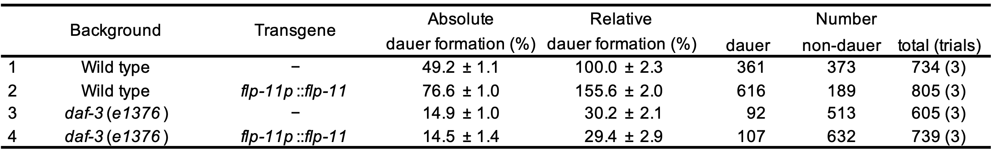 Background Transgene Absolute dauer formation (%) Relative dauer formation (%) Number dauer non-dauer total (trials)
1 Wild type − 49.2 ± 1.1 100.0 ± 2.3 361 373 734 (3)
2 Wild type flp-11p::flp-11 76.6 ± 1.0 155.6 ± 2.0 616 189 805 (3)
3 daf-3(e1376) − 14.9 ± 1.0 30.2 ± 2.1 92 513 605 (3)
4 daf-3(e1376) flp-11p::flp-11 14.5 ± 1.4 29.4 ± 2.9 107 632 739 (3)